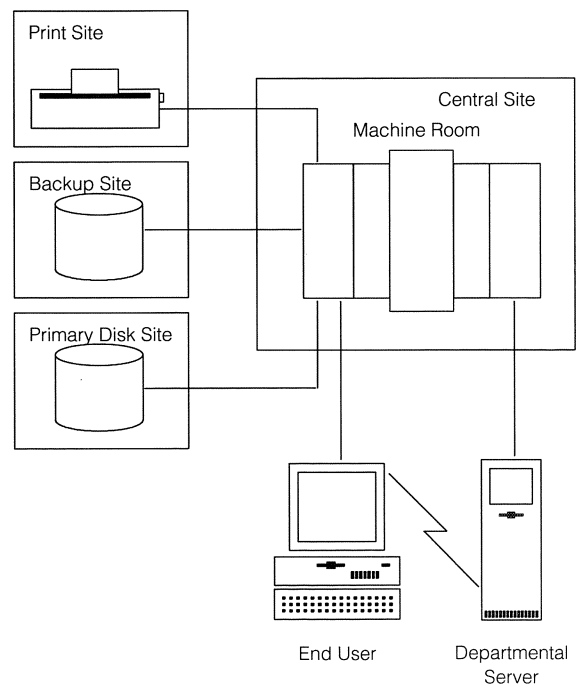 Print Site
Central Site
Machine Room
Backup Site
Primary Disk Site
End User
Departmental
Server